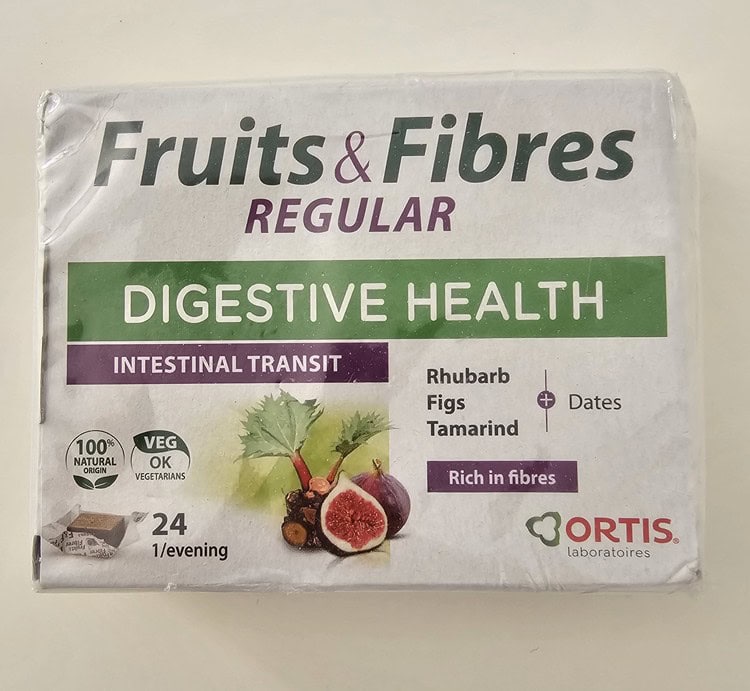 Fruits & Fibres
REGULAR
DIGESTIVE HEALTH
INTESTINAL TRANSIT
Rhubarb
Figs
Tamarind
+ Dates
Rich in fibres
100%
NATURAL
ORIGIN
VEG
OK
VEGETARIANS
24
1/evening
ORTIS®
laboratoires